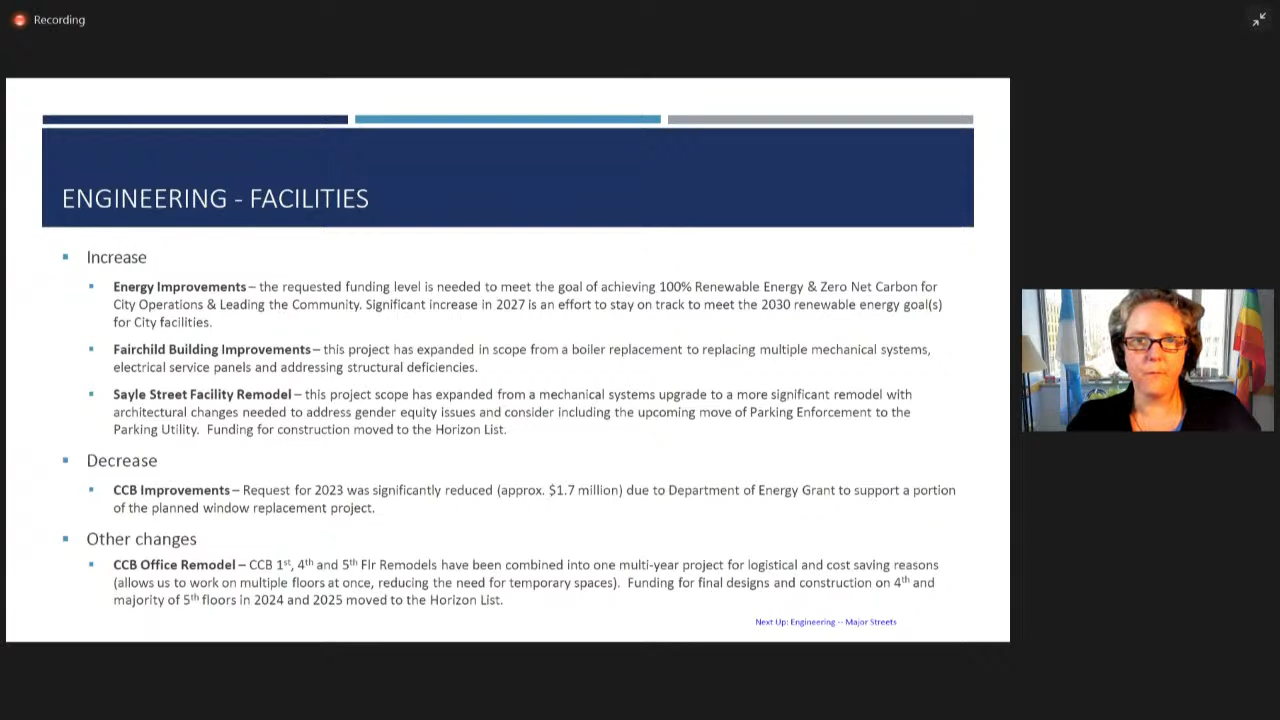 Recording
ENGINEERING - FACILITIES
Increase
Energy Improvements – the requested funding level is needed to meet the goal of achieving 100% Renewable Energy & Zero Net Carbon for
City Operations & Leading the Community. Significant increase in 2027 is an effort to stay on track to meet the 2030 renewable energy goal(s)
for City facilities.
Fairchild Building Improvements – this project has expanded in scope from a boiler replacement to replacing multiple mechanical systems,
electrical service panels and addressing structural deficiencies.
Sayle Street Facility Remodel – this project scope has expanded from a mechanical systems upgrade to a more significant remodel with
architectural changes needed to address gender equity issues and consider including the upcoming move of Parking Enforcement to the
Parking Utility. Funding for construction moved to the Horizon List.
Decrease
CCB Improvements – Request for 2023 was significantly reduced (approx. $1.7 million) due to Department of Energy Grant to support a portion
of the planned window replacement project.
Other changes
CCB Office Remodel – CCB 1st, 4th and 5th Flr Remodels have been combined into one multi-year project for logistical and cost saving reasons
(allows us to work on multiple floors at once, reducing the need for temporary spaces). Funding for final designs and construction on 4th and
majority of 5th floors in 2024 and 2025 moved to the Horizon List.
Next Up: Engineering -- Major Streets